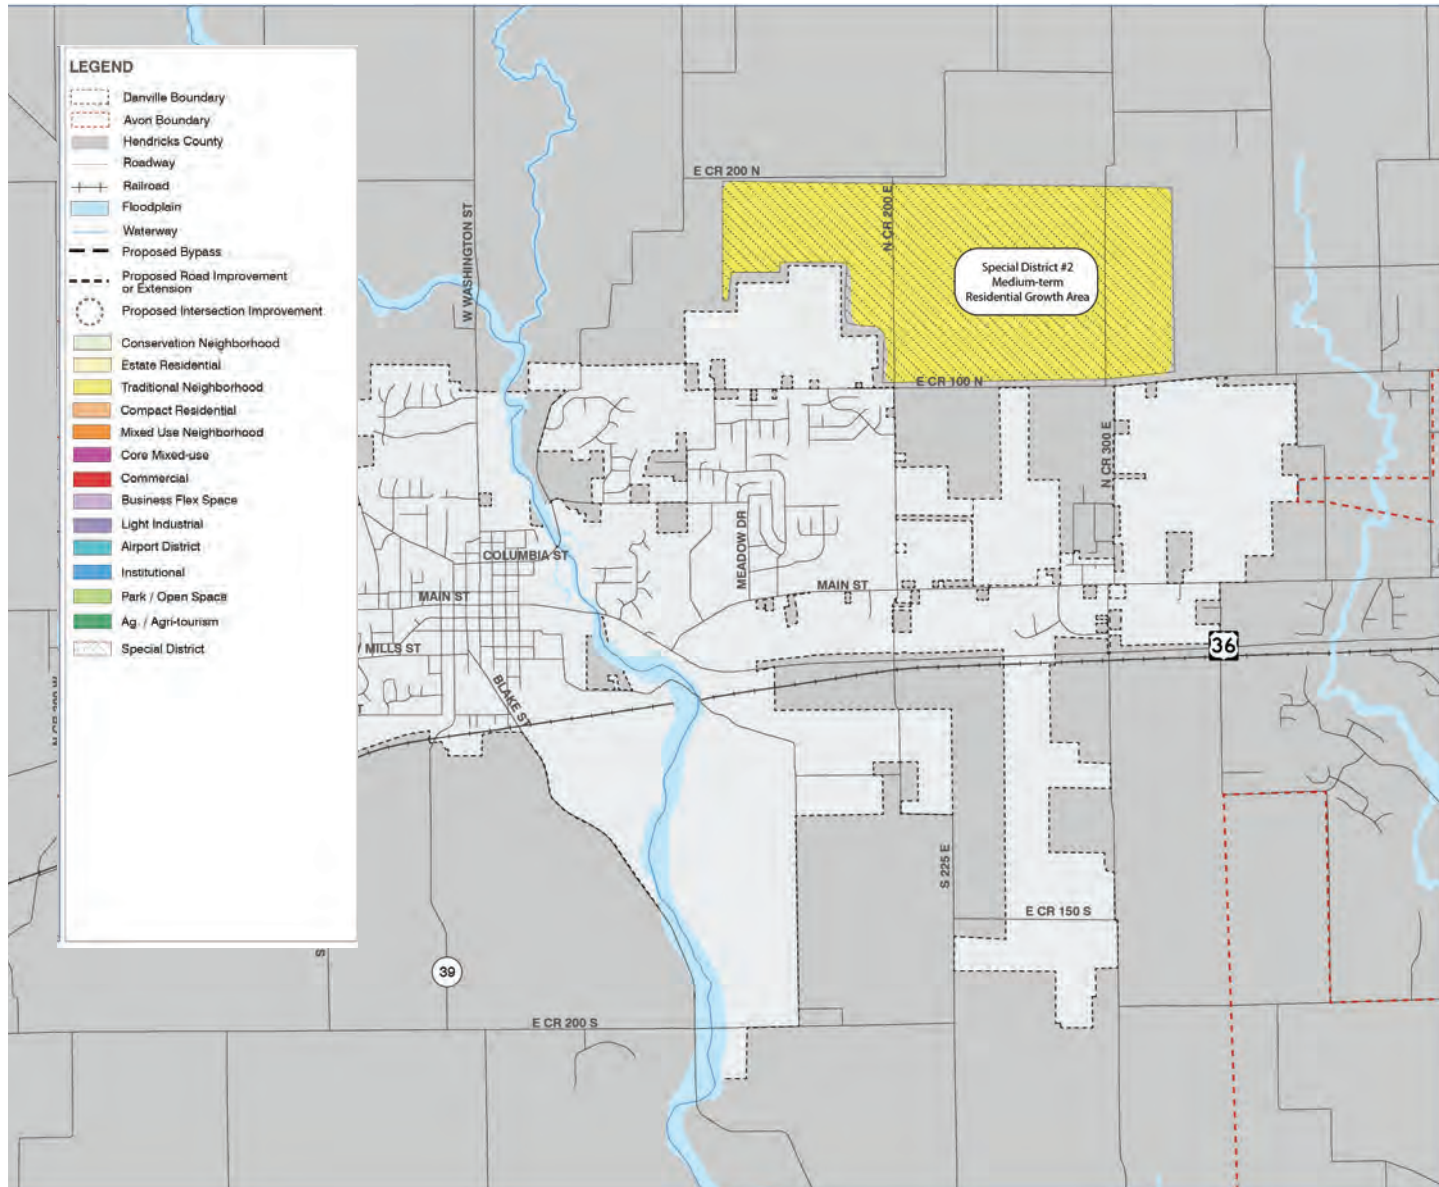 LEGEND
Danville Boundary
Avon Boundary
Hendricks County
Roadway
Railroad
Floodplain
Waterway
Proposed Bypass
Proposed Road Improvement
or Extension
Proposed Intersection Improvement
Conservation Neighborhood
Estate Residential
Traditional Neighborhood
Compact Residential
Mixed Use Neighborhood
Core Mixed-use
Commercial
Business Flex Space
Light Industrial
Airport District
Institutional
Park / Open Space
Ag. / Agri-tourism
Special District
E CR 200 N
N CR 200 E
W WASHINGTON ST
Special District #2
Medium-term
Residential Growth Area
E CR 100 N
N CR 300 E
MEADOW DR
COLUMBIA ST
MAIN ST
MAIN ST
MILLS ST
36
BLAKE ST
S 225 E
E CR 150 S
39
S
E CR 200 S